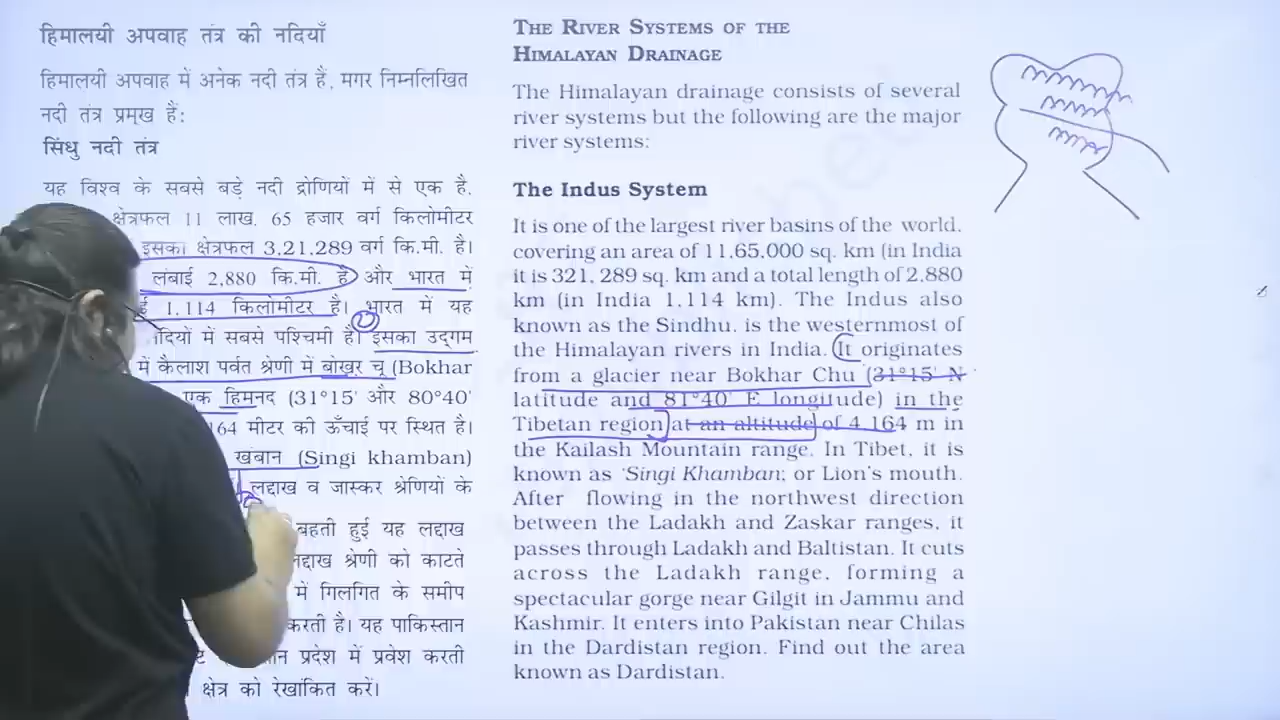 हिमालयी अपवाह तंत्र की नदियाँ
हिमालयी अपवाह में अनेक नदी तंत्र हैं, मगर निम्नलिखित
नदी तंत्र प्रमुख हैं:
सिंधु नदी तंत्र
यह विश्व के सबसे बड़े नदी द्रोणियों में से एक है,
क्षेत्रफल 11 लाख, 65 हजार वर्ग किलोमीटर
इसका क्षेत्रफल 3,21,289 वर्ग कि.मी. है।
लंबाई 2,880 कि.मी. है और भारत में
1,114 किलोमीटर है। भारत में यह
में सबसे पश्चिमी है। इसका उद्गम
में कैलाश पर्वत श्रेणी में बोखर चू (Bokhar
एक हिमनद (31°15' और 80°40'
मीटर की ऊँचाई पर स्थित है।
खंबान (Singi khamban)
लद्दाख व जास्कर श्रेणियों के
बहती हुई यह लद्दाख
श्रेणी को काटते
में गिलगित के समीप
करती है। यह पाकिस्तान
प्रदेश में प्रवेश करती
क्षेत्र को रेखांकित करें।
THE RIVER SYSTEMS OF THE
HIMALAYAN DRAINAGE
The Himalayan drainage consists of several
river systems but the following are the major
river systems:
The Indus System
It is one of the largest river basins of the world,
covering an area of 11,65,000 sq. km (in India
it is 321, 289 sq. km and a total length of 2,880
km (in India 1,114 km). The Indus also
known as the Sindhu, is the westernmost of
the Himalayan rivers in India. It originates
from a glacier near Bokhar Chu (31°15' N
latitude and 81°40' E longitude) in the
Tibetan region at an altitude of 4,164 m in
the Kailash Mountain range. In Tibet, it is
known as 'Singi Khamban; or Lion's mouth.
After flowing in the northwest direction
between the Ladakh and Zaskar ranges, it
passes through Ladakh and Baltistan. It cuts
across the Ladakh range, forming a
spectacular gorge near Gilgit in Jammu and
Kashmir. It enters into Pakistan near Chilas
in the Dardistan region. Find out the area
known as Dardistan.